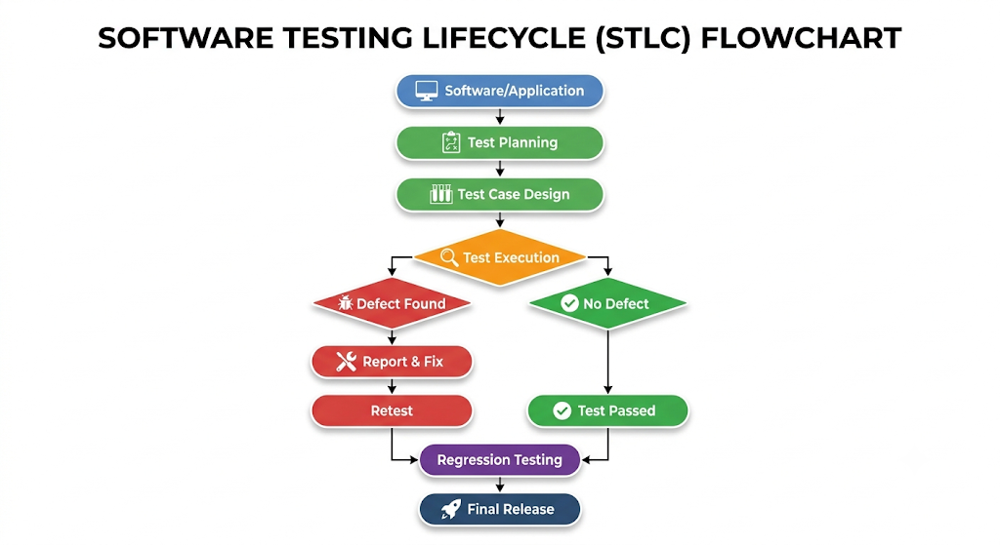 SOFTWARE TESTING LIFECYCLE (STLC) FLOWCHART
Software/Application
Test Planning
Test Case Design
Test Execution
Defect Found
No Defect
Report & Fix
Retest
Test Passed
Regression Testing
Final Release